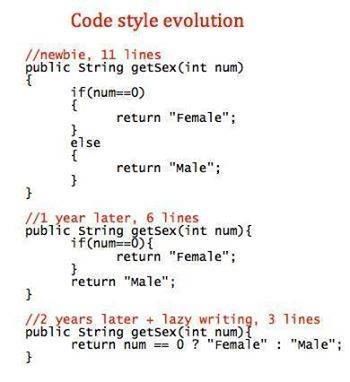 Code style evolution
//newbie, 11 lines
public String getSex(int num)
{
if(num==0)
{
return "Female";
}
else
{
return "Male";
}
}
//1 year later, 6 lines
public String getSex(int num){
if(num==0){
return "Female";
}
return "Male";
}
//2 years later + lazy writing, 3 lines
public String getSex(int num){
return num == 0 ? "Female" : "Male";
}